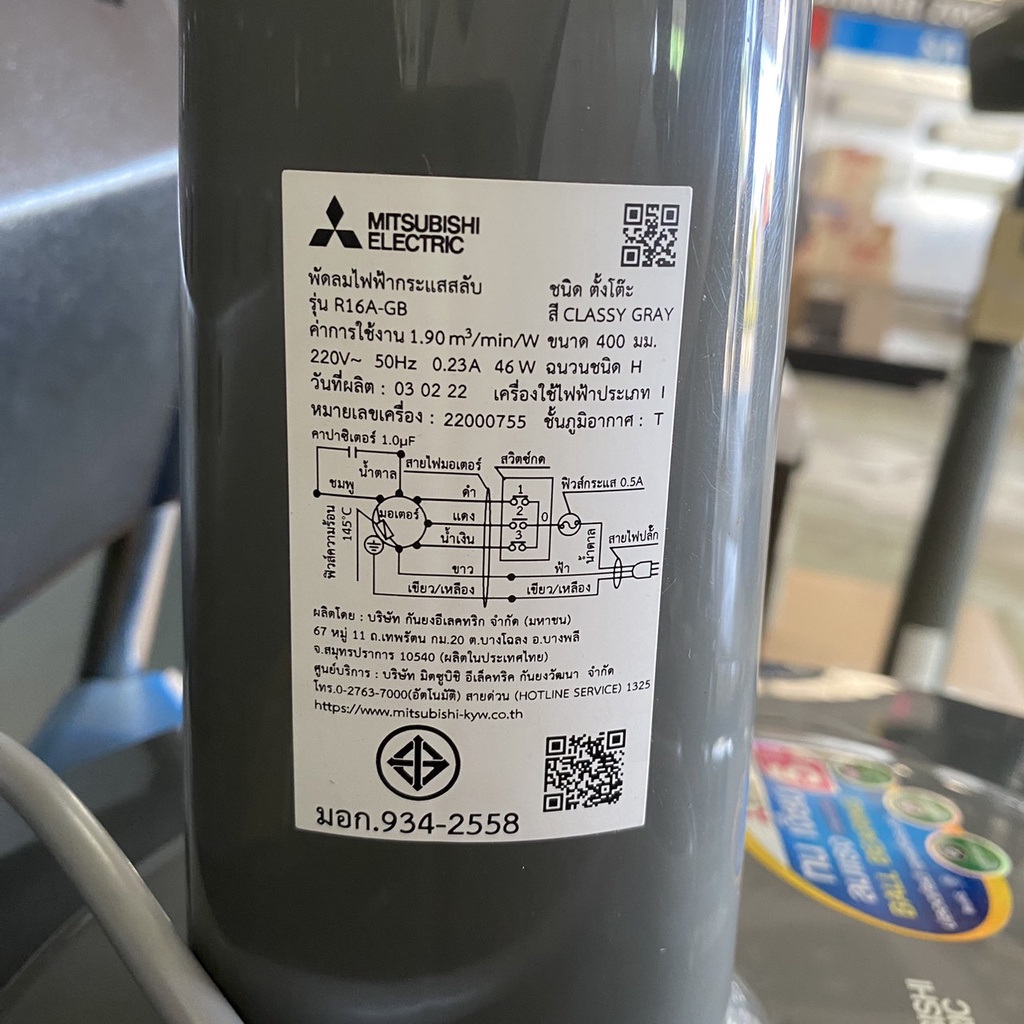 MITSUBISHI
ELECTRIC
พัดลมไฟฟ้ากระแสสลับ
ชนิด ตั้งโต๊ะ
รุ่น R16A-GB
สี CLASSY GRAY
ค่าการใช้งาน 1.90 m³/min/W ขนาด 400 มม.
220V~ 50Hz 0.23A 46 W ฉนวนชนิด H
วันที่ผลิต : 03 02 22 เครื่องใช้ไฟฟ้าประเภท I
หมายเลขเครื่อง : 22000755 ชั้นภูมิอากาศ : T
คาปาซิเตอร์ 1.0µF
น้ำตาล
สายไฟมอเตอร์
สวิตซ์กด
ชมพู
ดำ
1
ฟิวส์กระแส 0.5A
มอเตอร์
แดง
2
0
ฟิวส์ความร้อน
145°C
น้ำเงิน
3
น้ำตาล
สายไฟปลั๊ก
ขาว
ฟ้า
เขียว/เหลือง
เขียว/เหลือง
ผลิตโดย : บริษัท กันยงอีเลคทริก จำกัด (มหาชน)
67 หมู่ 11 ถ.เทพรัตน กม.20 ต.บางโฉลง อ.บางพลี
จ.สมุทรปราการ 10540 (ผลิตในประเทศไทย)
ศูนย์บริการ : บริษัท มิตซูบิชิ อีเล็คทริค กันยงวัฒนา จำกัด
โทร.0-2763-7000(อัตโนมัติ) สายด่วน (HOTLINE SERVICE) 1325
https://www.mitsubishi-kyw.co.th
มอก.934-2558
BALL